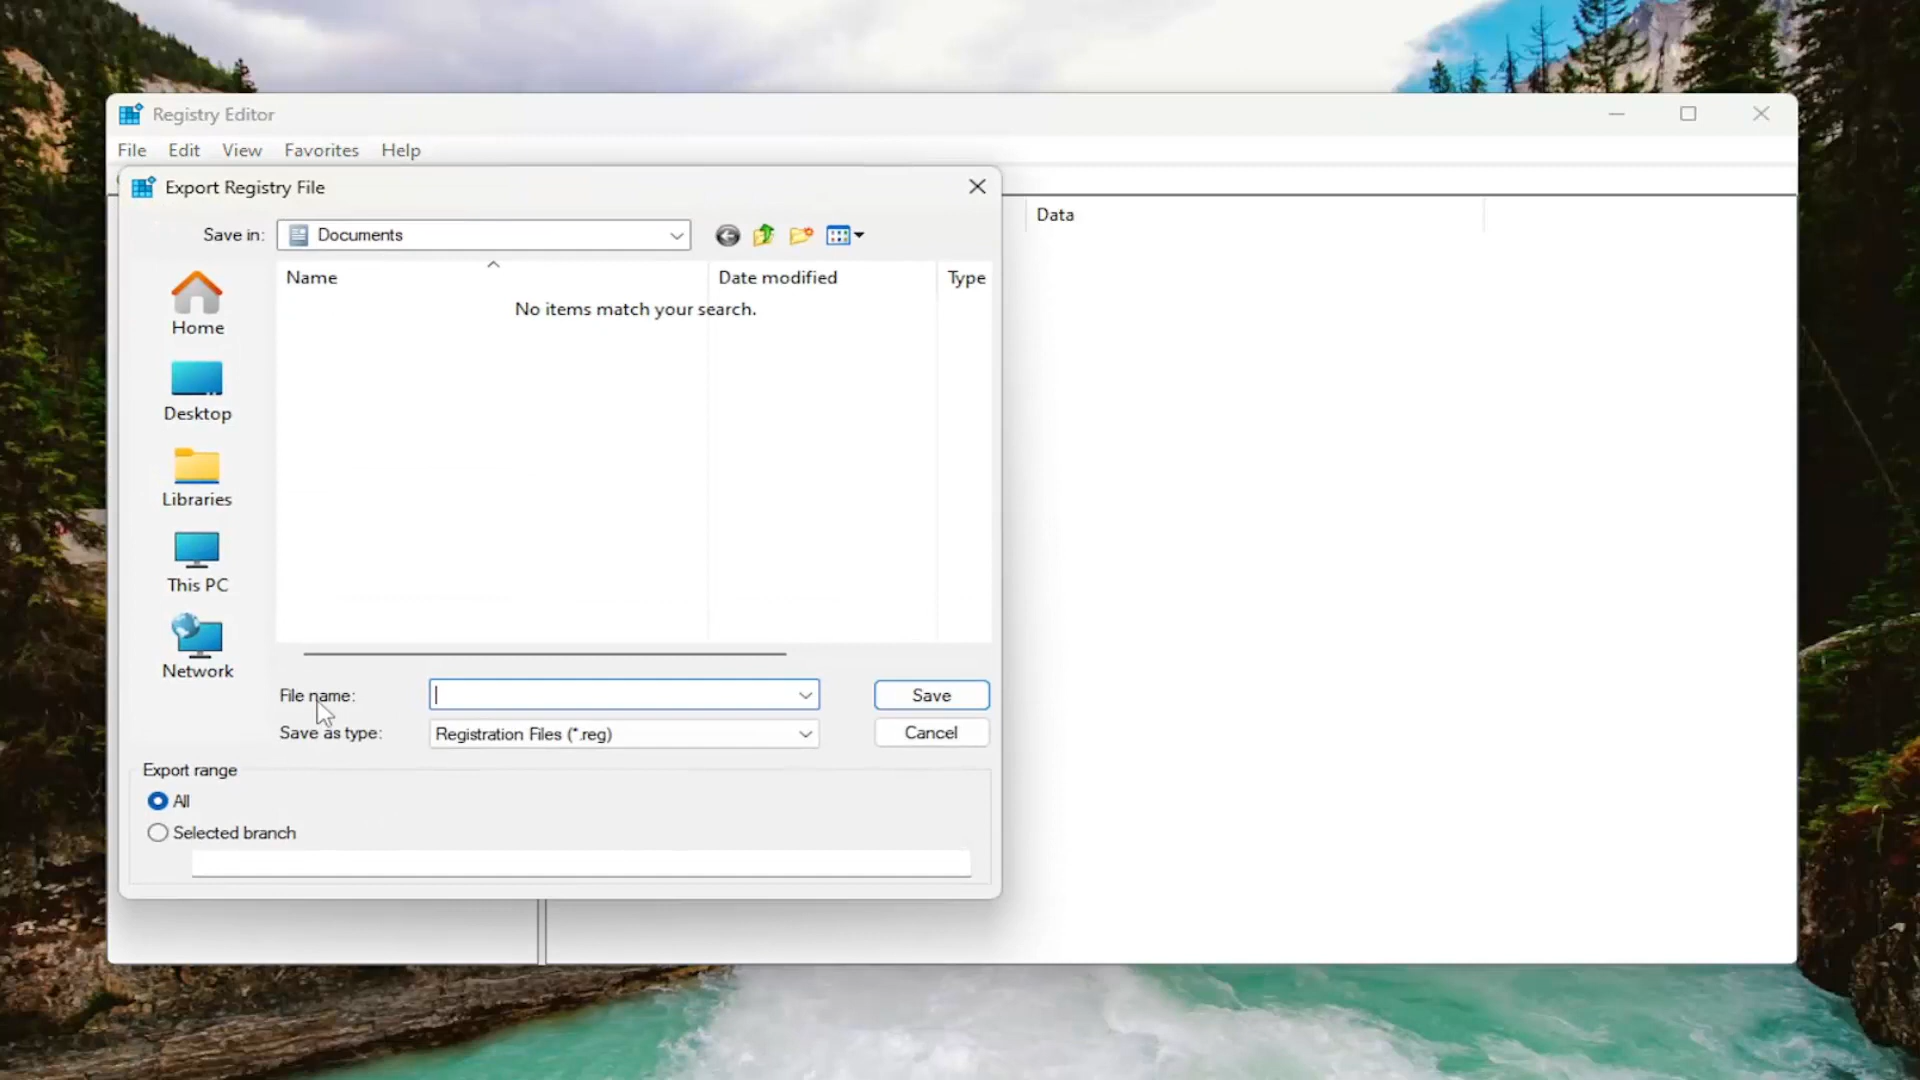 Registry Editor
File Edit View Favorites Help
Export Registry File
Save in: Documents
Data
Name Date modified Type
No items match your search.
Home
Desktop
Libraries
This PC
Network
File name: Save
Save as type: Registration Files (*.reg) Cancel
Export range
All
Selected branch